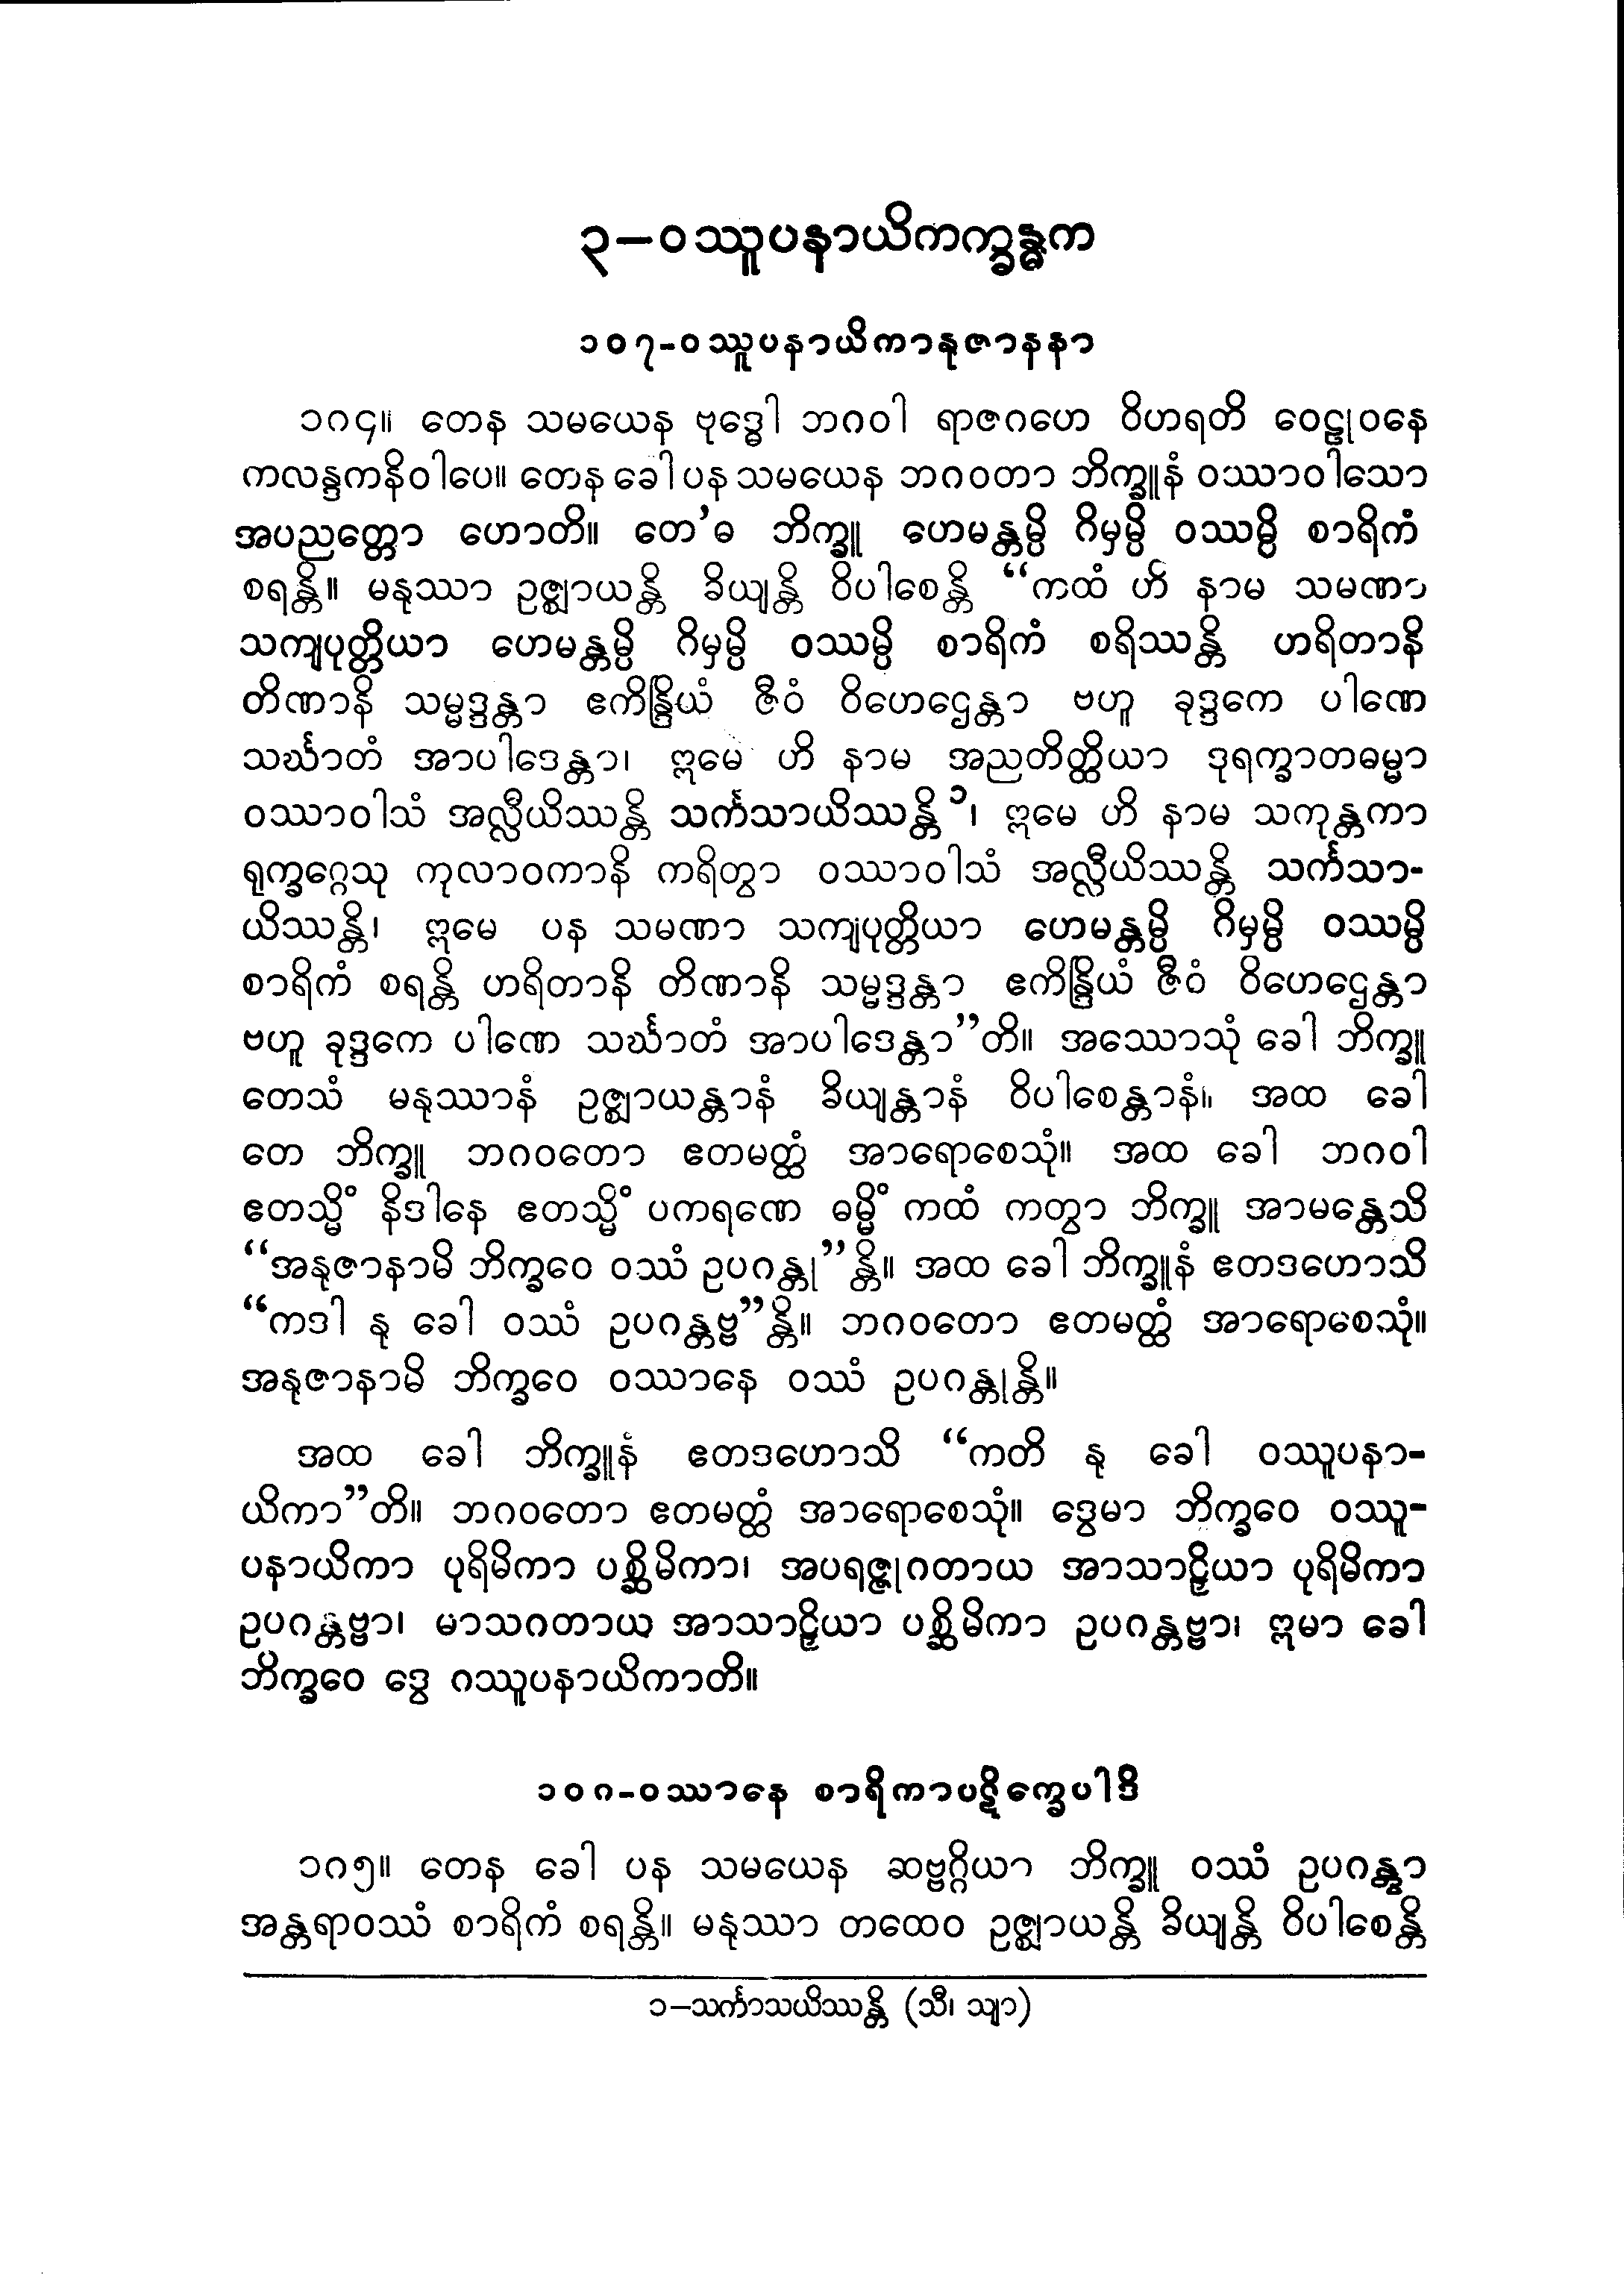 ၃–ဝဿူပနာယိကက္ခန္ဓက
၁၀၇-ဝဿူပနာယိကာနုဇာနနာ
၁၈၄။ တေန သမယေန ဗုဒ္ဓေါ ဘဂဝါ ရာဇဂဟေ ဝိဟရတိ ဝေဠုဝနေ
ကလန္ဒကနိဝါပေ။ တေန ခေါ ပန သမယေန ဘဂဝတာ ဘိက္ခူနံ ဝဿာဝါသော
အပညတ္တော ဟောတိ။ တေ’ဓ ဘိက္ခူ ဟေမန္တမ္ပိ ဂိမှမ္ပိ ဝဿမ္ပိ စာရိကံ
စရန္တိ။ မနုဿာ ဥဇ္ဈာယန္တိ ခိယျန္တိ ဝိပါစေန္တိ “ကထံ ဟိ နာမ သမဏာ
သကျပုတ္တိယာ ဟေမန္တမ္ပိ ဂိမှမ္ပိ ဝဿမ္ပိ စာရိကံ စရိဿန္တိ ဟရိတာနိ
တိဏာနိ သမ္မဒ္ဒန္တာ ဧကိန္ဒြိယံ ဇီဝံ ဝိဟေဌေန္တာ ဗဟူ ခုဒ္ဒကေ ပါဏေ
သင်္ဃာတံ အာပါဒေန္တာ၊ ဣမေ ဟိ နာမ အညတိတ္ထိယာ ဒုရက္ခာတဓမ္မာ
ဝဿာဝါသံ အလ္လီယိဿန္တိ သင်္ကသာယိဿန္တိ ၁၊ ဣမေ ဟိ နာမ သကုန္တကာ
ရုက္ခဂ္ဂေသု ကုလာဝကာနိ ကရိတွာ ဝဿာဝါသံ အလ္လီယိဿန္တိ သင်္ကသာ-
ယိဿန္တိ၊ ဣမေ ပန သမဏာ သကျပုတ္တိယာ ဟေမန္တမ္ပိ ဂိမှမ္ပိ ဝဿမ္ပိ
စာရိကံ စရန္တိ ဟရိတာနိ တိဏာနိ သမ္မဒ္ဒန္တာ ဧကိန္ဒြိယံ ဇီဝံ ဝိဟေဌေန္တာ
ဗဟူ ခုဒ္ဒကေ ပါဏေ သင်္ဃာတံ အာပါဒေန္တာ”တိ။ အဿောသုံ ခေါ ဘိက္ခူ
တေသံ မနုဿာနံ ဥဇ္ဈာယန္တာနံ ခိယျန္တာနံ ဝိပါစေန္တာနံ။ အထ ခေါ
တေ ဘိက္ခူ ဘဂဝတော ဧတမတ္ထံ အာရောစေသုံ။ အထ ခေါ ဘဂဝါ
ဧတသ္မိံ နိဒါနေ ဧတသ္မိံ ပကရဏေ ဓမ္မိံ ကထံ ကတွာ ဘိက္ခူ အာမန္တေသိ
“အနုဇာနာမိ ဘိက္ခဝေ ဝဿံ ဥပဂန္တု”န္တိ။ အထ ခေါ ဘိက္ခူနံ ဧတဒဟောသိ
“ကဒါ နု ခေါ ဝဿံ ဥပဂန္တဗ္ဗ”န္တိ။ ဘဂဝတော ဧတမတ္ထံ အာရောစေသုံ။
အနုဇာနာမိ ဘိက္ခဝေ ဝဿာနေ ဝဿံ ဥပဂန္တုန္တိ။
အထ ခေါ ဘိက္ခူနံ ဧတဒဟောသိ “ကတိ နု ခေါ ဝဿူပနာ-
ယိကာ”တိ။ ဘဂဝတော ဧတမတ္ထံ အာရောစေသုံ။ ဒွေမာ ဘိက္ခဝေ ဝဿူ-
ပနာယိကာ ပုရိမိကာ ပစ္ဆိမိကာ၊ အပရဇ္ဇုဂတာယ အာသာဠှိယာ ပုရိမိကာ
ဥပဂန္တဗ္ဗာ၊ မာသဂတာယ အာသာဠှိယာ ပစ္ဆိမိကာ ဥပဂန္တဗ္ဗာ၊ ဣမာ ခေါ
ဘိက္ခဝေ ဒွေ ဂဿူပနာယိကာတိ။
၁၀၈-ဝဿာနေ စာရိကာပဋိက္ခေပါဒိ
၁၈၅။ တေန ခေါ ပန သမယေန ဆဗ္ဗဂ္ဂိယာ ဘိက္ခူ ဝဿံ ဥပဂန္တွာ
အန္တရာဝဿံ စာရိကံ စရန္တိ။ မနုဿာ တထေဝ ဥဇ္ဈာယန္တိ ခိယျန္တိ ဝိပါစေန္တိ
၁–သင်္ကာသယိဿန္တိ (သီ၊ သျာ)